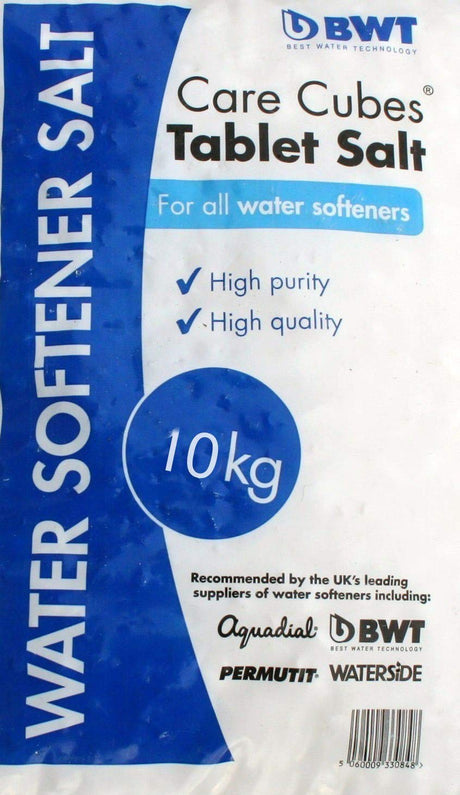 WATER SOFTENER SALT
BWT
BEST WATER TECHNOLOGY
Care Cubes®
Tablet Salt
For all water softeners
✓ High purity
✓ High quality
10kg
Recommended by the UK's leading
suppliers of water softeners including:
Aquadial
BWT
BEST WATER TECHNOLOGY
PERMUTIT
WATERSiDE
5 060009 330848 >